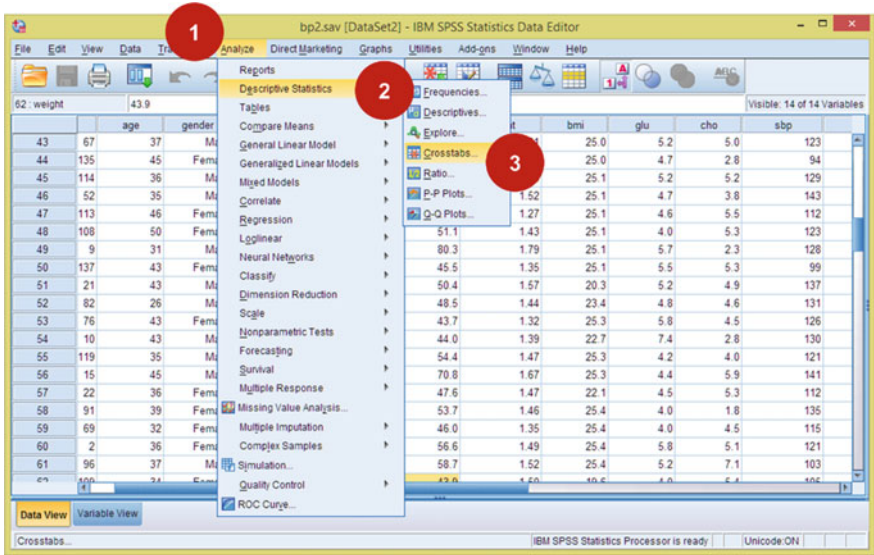 bp2.sav [DataSet2] - IBM SPSS Statistics Data Editor
1
File Edit View Data Analyze Direct Marketing Graphs Utilities Add-ons Window Help
62 : weight 43.9 Visible: 14 of 14 Variables
Reports
Descriptive Statistics
Tables
Compare Means
General Linear Model
Generalized Linear Models
Mixed Models
Correlate
Regression
Loglinear
Neural Networks
Classify
Dimension Reduction
Scale
Nonparametric Tests
Forecasting
Survival
Multiple Response
Missing Value Analysis...
Multiple Imputation
Complex Samples
Simulation...
Quality Control
ROC Curve...
2
Frequencies...
Descriptives...
Explore...
Crosstabs...
Ratio...
P-P Plots...
Q-Q Plots...
3
age gender bmi glu cho sbp
43 67 37 25.0 5.2 5.0 123
44 135 45 25.0 4.7 2.8 94
45 114 36 25.1 5.2 5.2 129
46 52 35 1.52 25.1 4.7 3.8 143
47 113 46 1.27 25.1 4.6 5.5 112
48 108 50 51.1 1.43 25.1 4.0 5.3 123
49 9 31 80.3 1.79 25.1 5.7 2.3 128
50 137 43 45.5 1.35 25.1 5.5 5.3 99
51 21 43 50.4 1.57 20.3 5.2 4.9 137
52 82 26 48.5 1.44 23.4 4.8 4.6 131
53 76 43 43.7 1.32 25.3 5.8 4.5 126
54 10 43 44.0 1.39 22.7 7.4 2.8 130
55 119 35 54.4 1.47 25.3 4.2 4.0 121
56 15 45 70.8 1.67 25.3 4.4 5.9 141
57 22 36 47.6 1.47 22.1 4.5 5.3 112
58 91 39 53.7 1.46 25.4 4.0 1.8 135
59 69 32 46.0 1.35 25.4 4.0 4.5 115
60 2 36 56.6 1.49 25.4 5.8 5.1 121
61 96 37 58.7 1.52 25.4 5.2 7.1 103
Data View Variable View
Crosstabs... IBM SPSS Statistics Processor is ready Unicode:ON